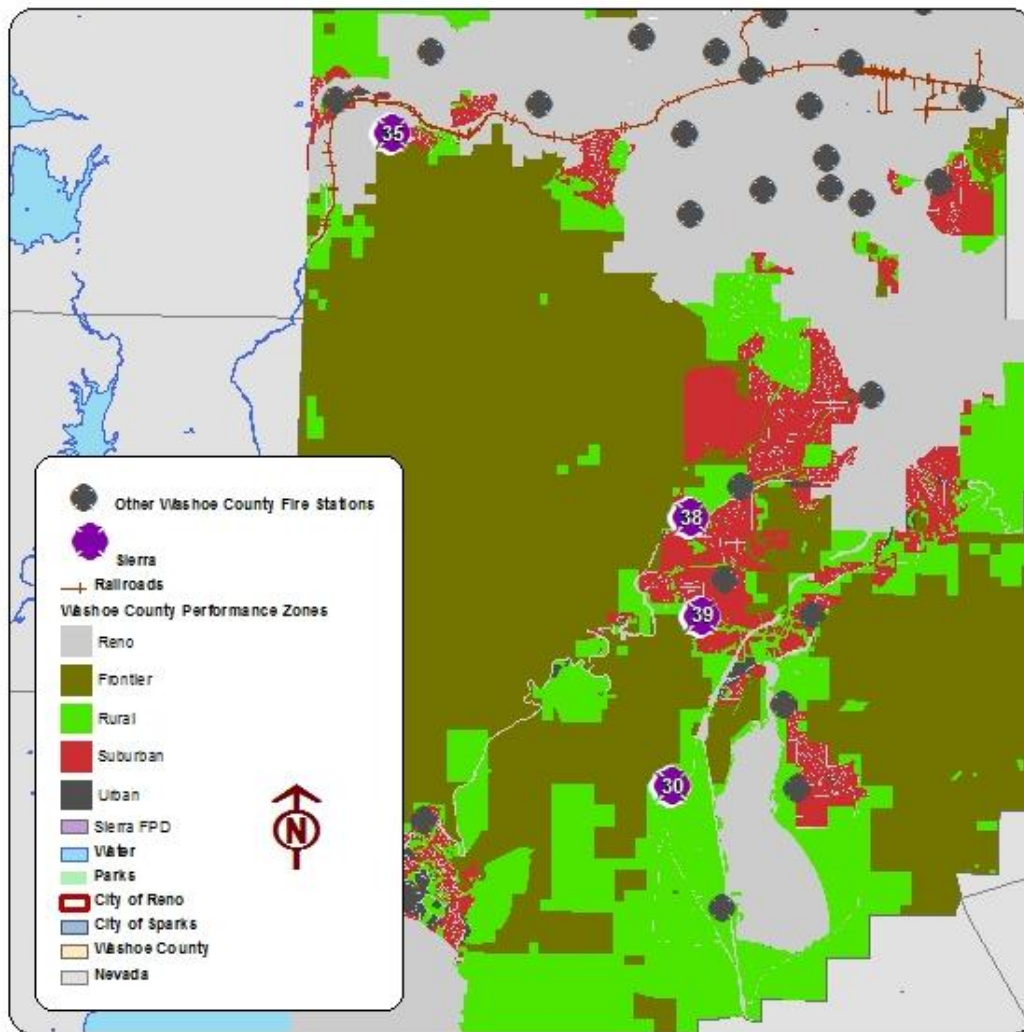 35
38
39
30
Other Washoe County Fire Stations
Sierra
Railroads
Washoe County Performance Zones
Reno
Frontier
Rural
Suburban
Urban
Sierra FPD
Water
Parks
City of Reno
City of Sparks
Washoe County
Nevada
N